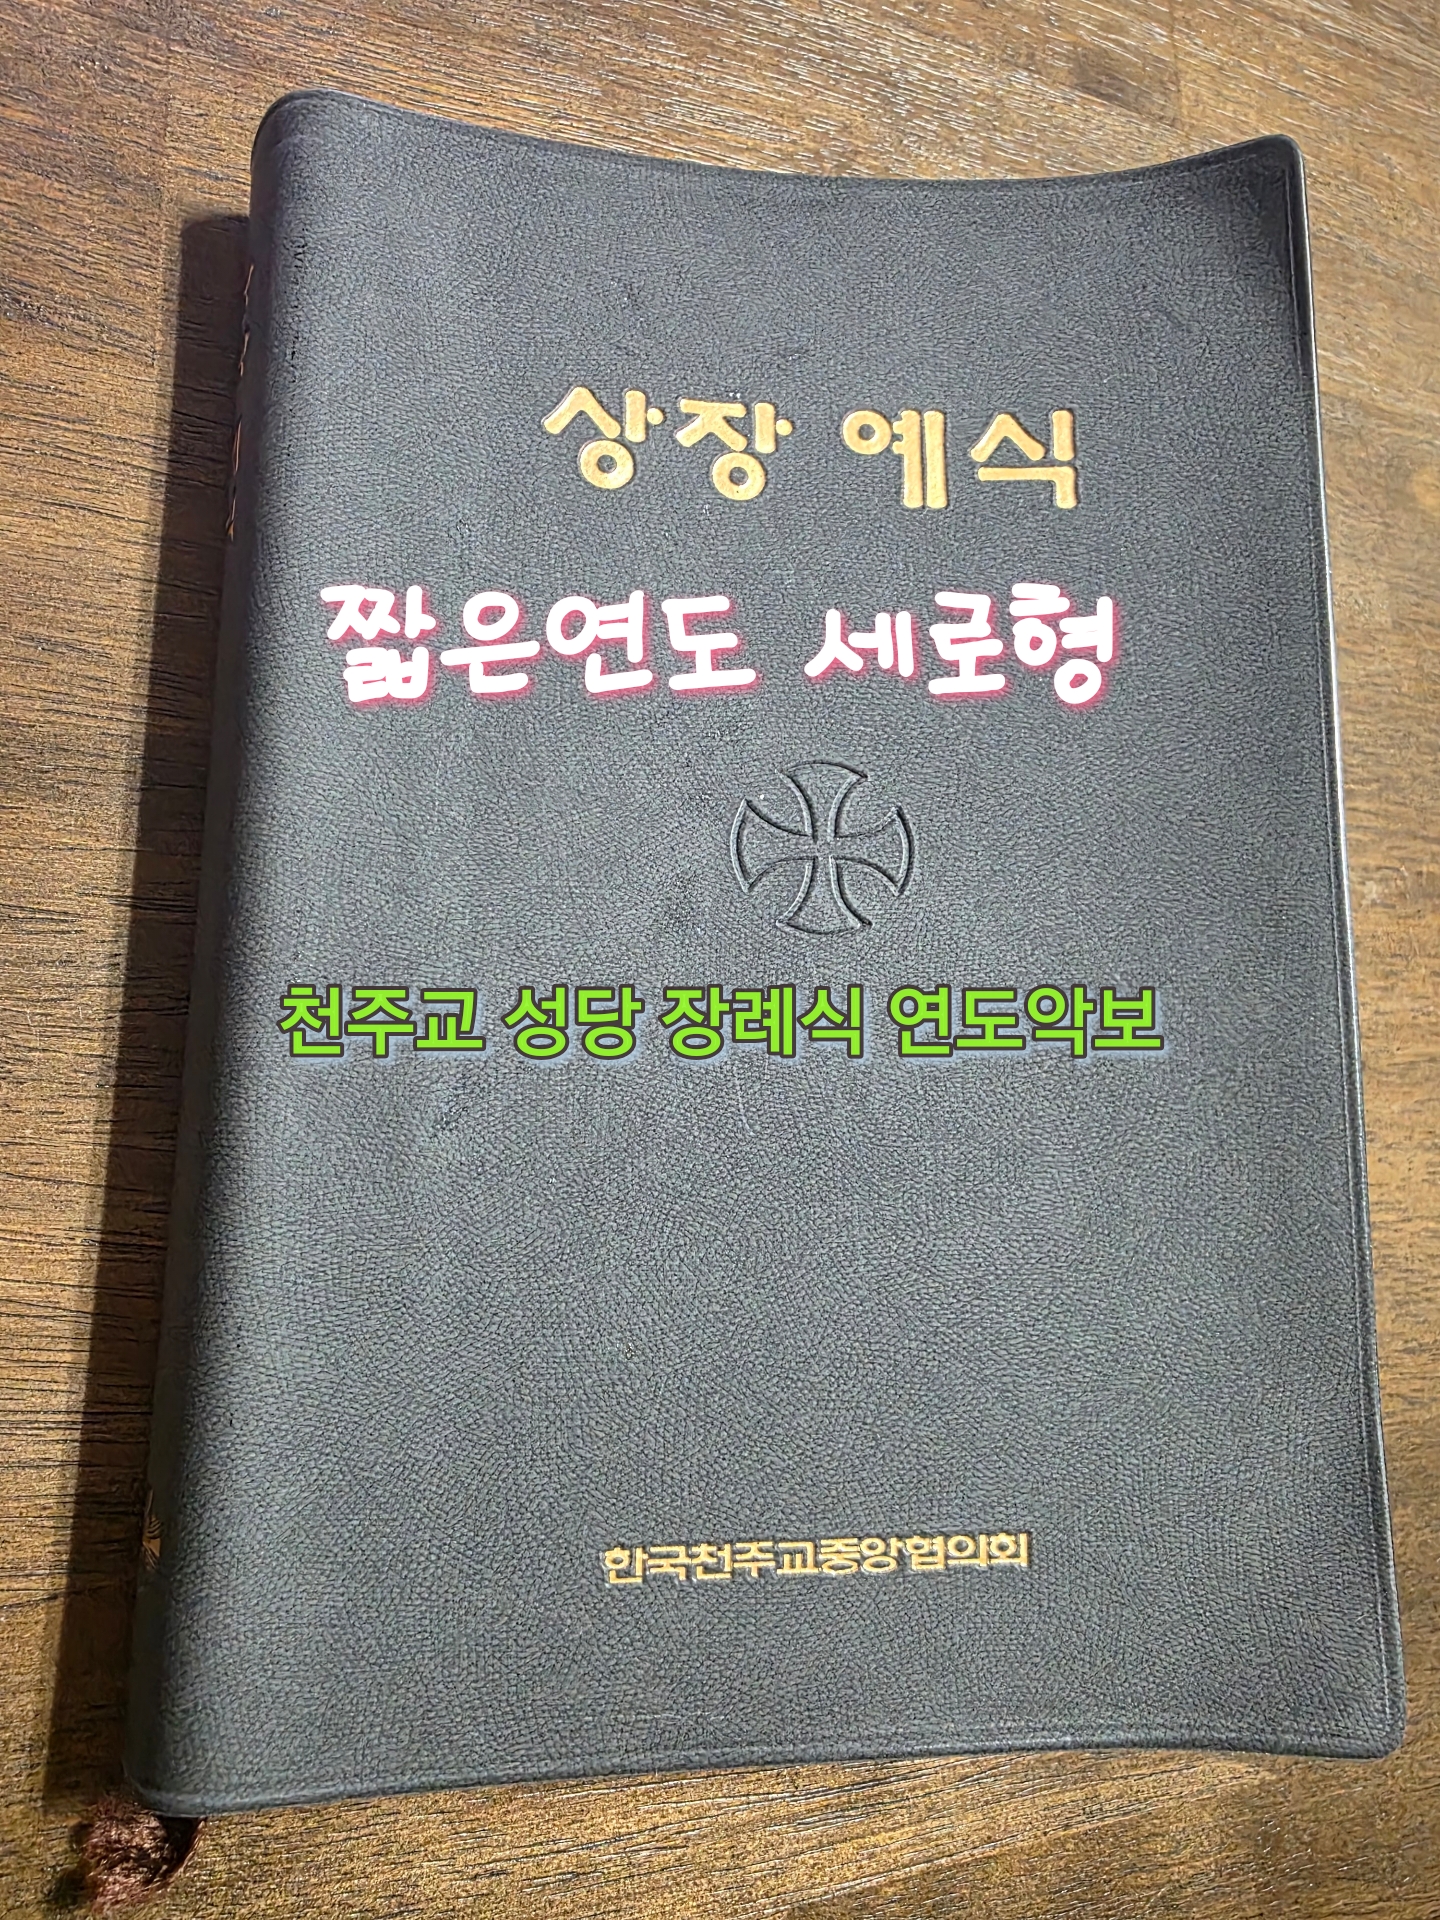 상장 예식
짧은연도 세로형
천주교 성당 장례식 연도악보
한국천주교중앙협의회